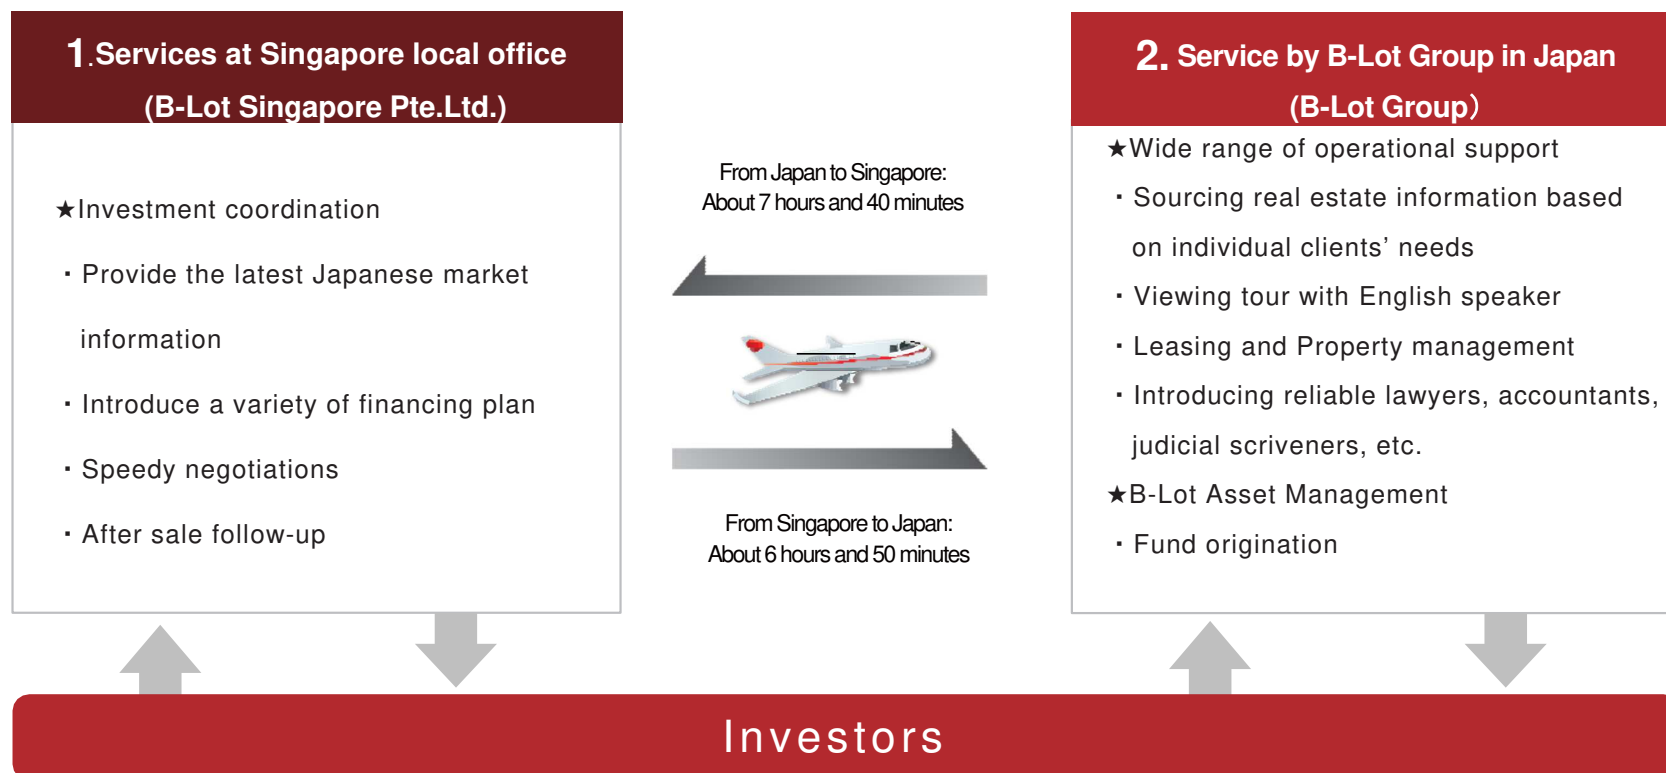 1.Services at Singapore local office
(B-Lot Singapore Pte.Ltd.)
★Investment coordination
・Provide the latest Japanese market
information
・Introduce a variety of financing plan
・Speedy negotiations
・After sale follow-up
From Japan to Singapore:
About 7 hours and 40 minutes
From Singapore to Japan:
About 6 hours and 50 minutes
2. Service by B-Lot Group in Japan
(B-Lot Group）
★Wide range of operational support
・Sourcing real estate information based
on individual clients’ needs
・Viewing tour with English speaker
・Leasing and Property management
・Introducing reliable lawyers, accountants,
judicial scriveners, etc.
★B-Lot Asset Management
・Fund origination
Investors